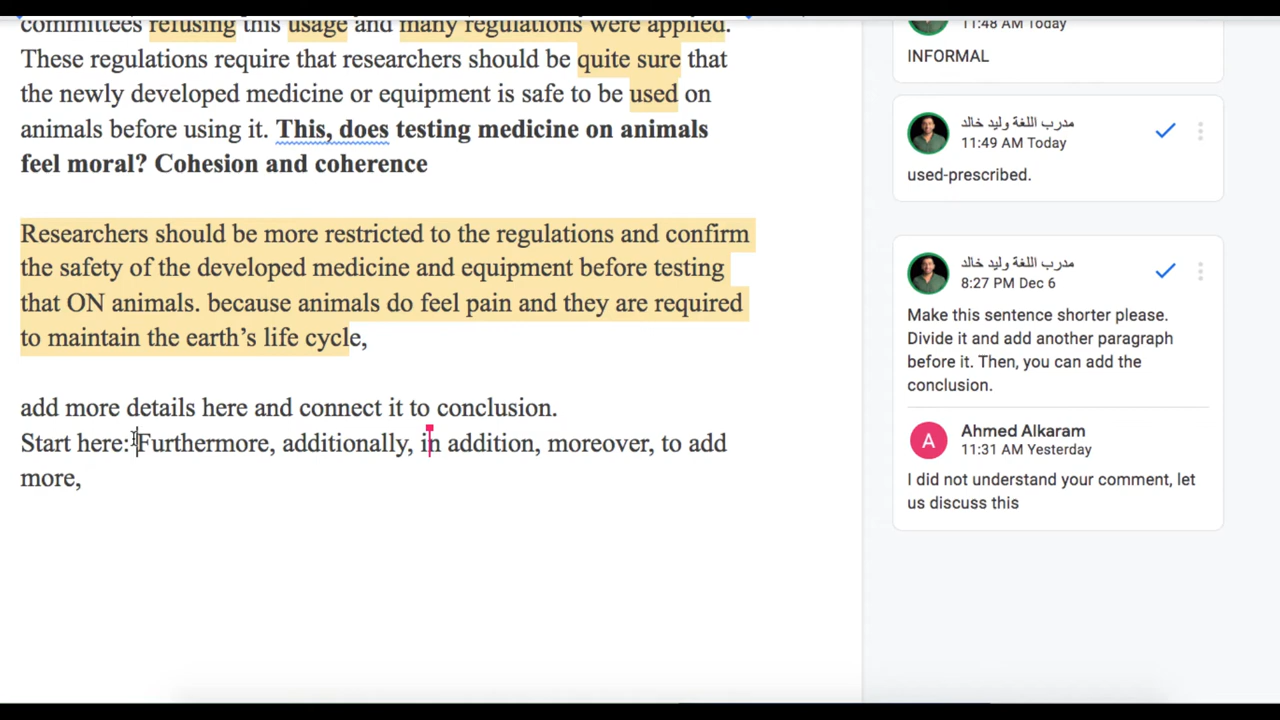 committees refusing this usage and many regulations were applied.
These regulations require that researchers should be quite sure that
the newly developed medicine or equipment is safe to be used on
animals before using it. This, does testing medicine on animals
feel moral? Cohesion and coherence
Researchers should be more restricted to the regulations and confirm
the safety of the developed medicine and equipment before testing
that ON animals. because animals do feel pain and they are required
to maintain the earth’s life cycle,
add more details here and connect it to conclusion.
Start here: Furthermore, additionally, in addition, moreover, to add
more,
11:48 AM Today
INFORMAL
مدرب اللغة وليد خالد
11:49 AM Today
used-prescribed.
مدرب اللغة وليد خالد
8:27 PM Dec 6
Make this sentence shorter please.
Divide it and add another paragraph
before it. Then, you can add the
conclusion.
A
Ahmed Alkaram
11:31 AM Yesterday
I did not understand your comment, let
us discuss this